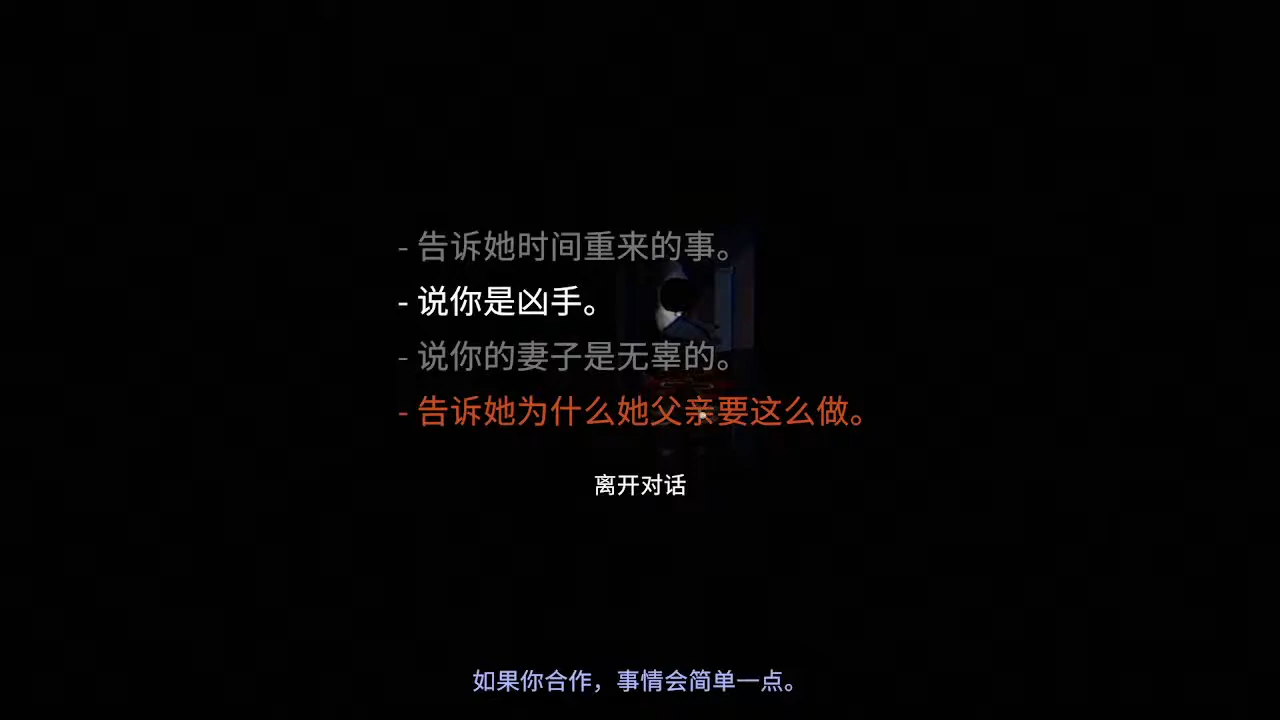 - 告诉她时间重来的事。
- 说你是凶手。
- 说你的妻子是无辜的。
- 告诉她为什么她父亲要这么做。
离开对话
如果你合作，事情会简单一点。